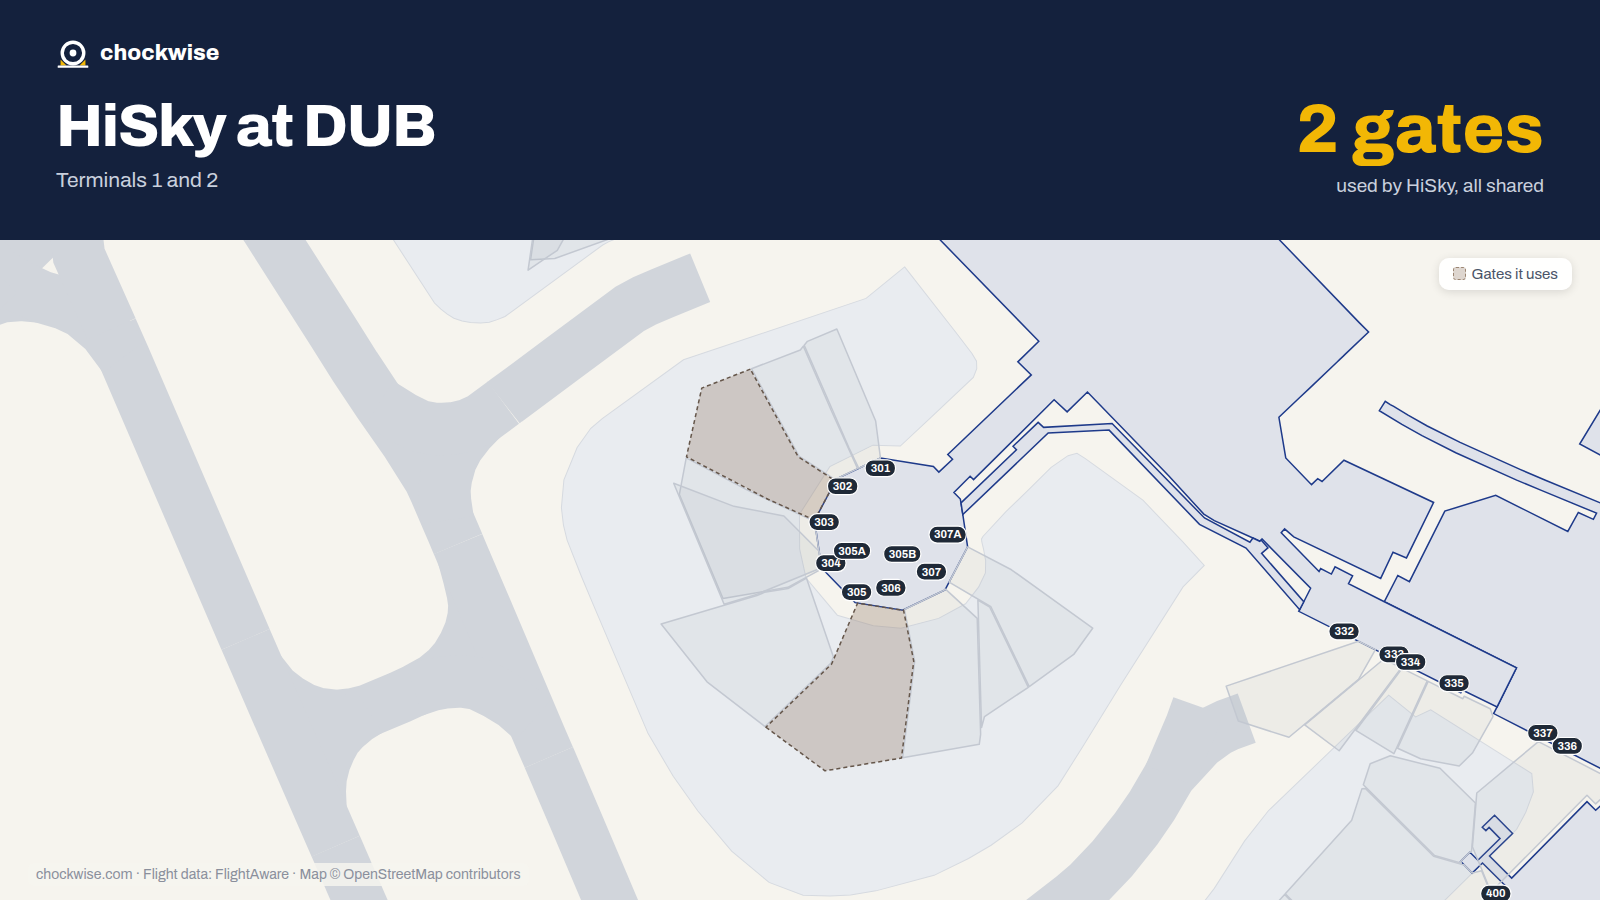 chockwise
HiSky at DUB
Terminals 1 and 2
2 gates
used by HiSky, all shared
Gates it uses
301
302
303
307A
305A
305B
304
307
306
305
332
333
334
335
337
336
400
chockwise.com · Flight data: FlightAware · Map © OpenStreetMap contributors